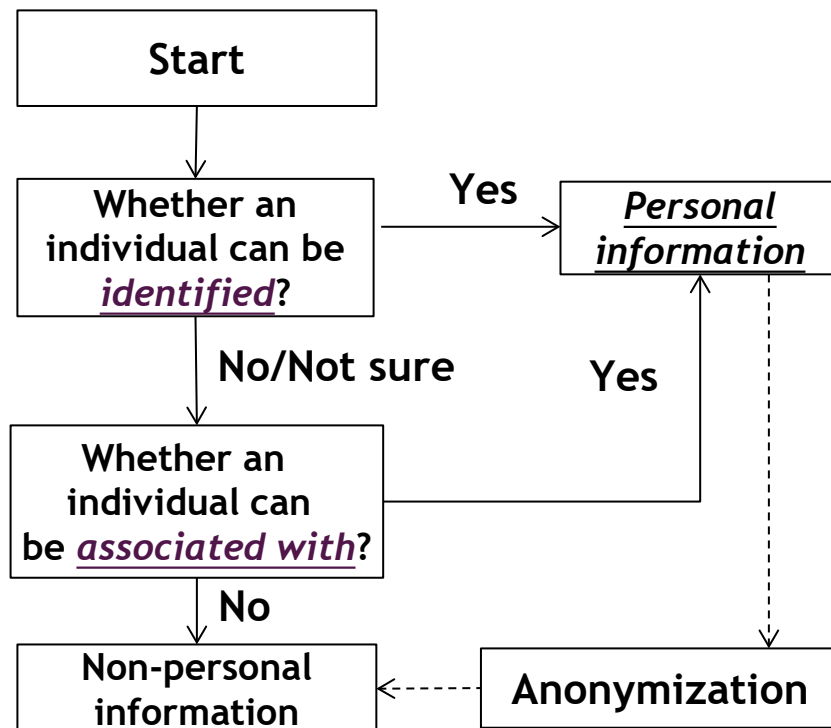 Start
Whether an
individual can be
identified?
Yes
Personal
information
No/Not sure
Yes
Whether an
individual can
be associated with?
No
Non-personal
information
Anonymization